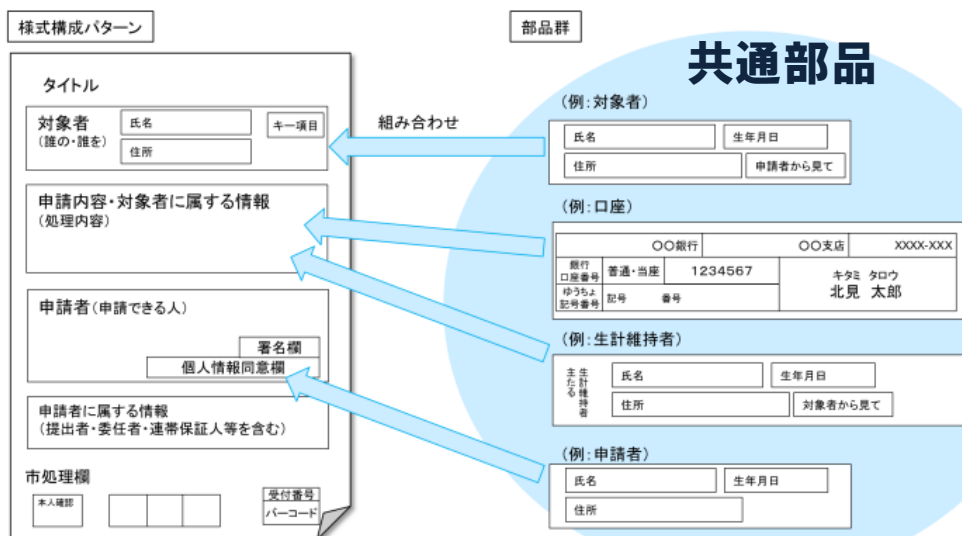 様式構成パターン
タイトル
対象者
(誰の・誰を)
氏名
住所
キー項目
申請内容・対象者に属する情報
(処理内容)
申請者(申請できる人)
署名欄
個人情報同意欄
申請者に属する情報
(提出者・委任者・連帯保証人等を含む)
市処理欄
本人確認
受付番号
バーコード
組み合わせ
部品群
共通部品
(例:対象者)
氏名
生年月日
住所
申請者から見て
(例:口座)
〇〇銀行
〇〇支店
XXXX-XXX
銀行
口座番号
普通・当座
1234567
ゆうちょ
記号番号
記号
番号
キタミ タロウ
北見 太郎
(例:生計維持者)
主たる
生計維持者
氏名
生年月日
住所
対象者から見て
(例:申請者)
氏名
生年月日
住所